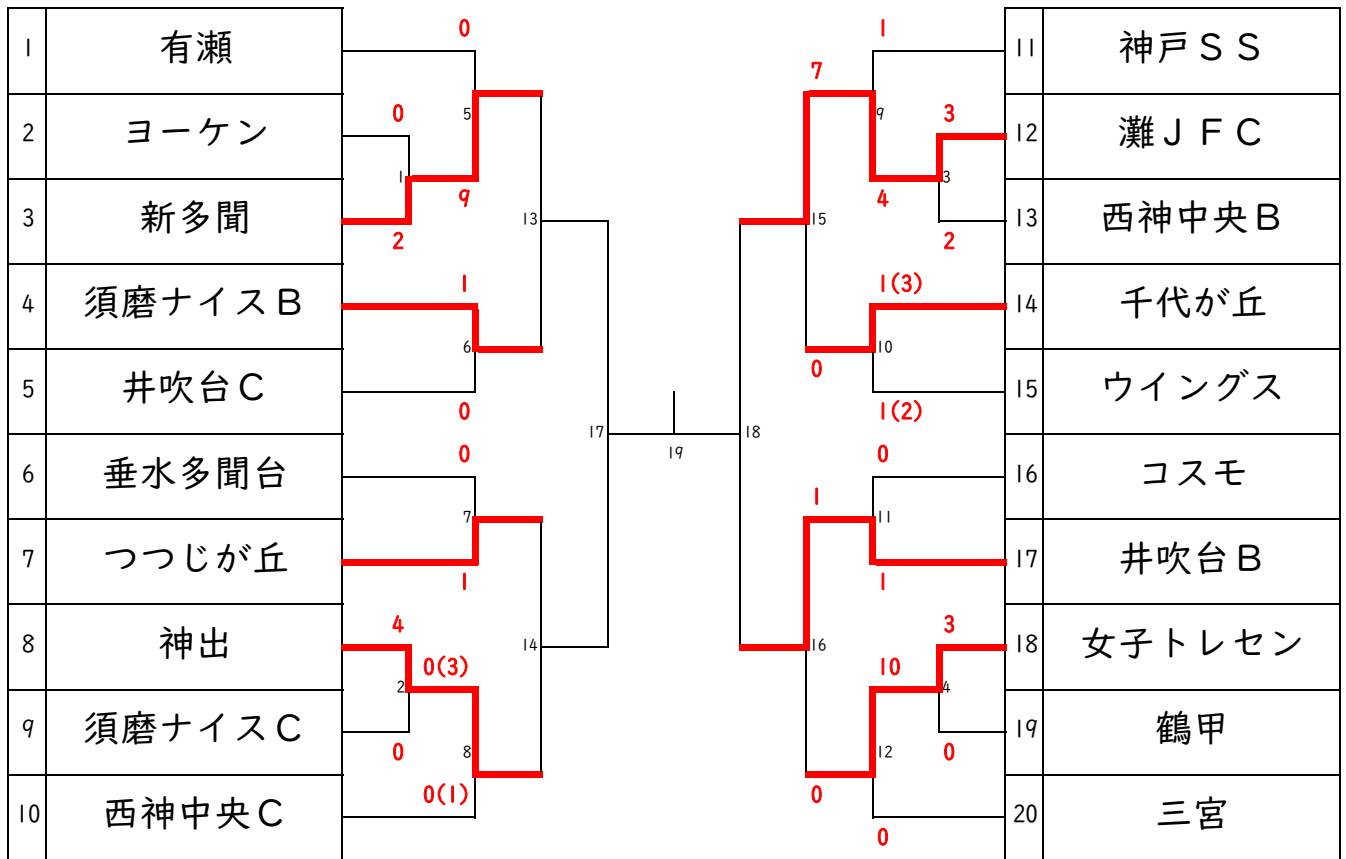 1 有瀬
2 ヨーケン
3 新多聞
4 須磨ナイスB
5 井吹台C
6 垂水多聞台
7 つつじが丘
8 神出
9 須磨ナイスC
10 西神中央C
0
0
5
1
9
2
13
1
6
0
0
17
7
1
4
14
0(3)
2
0
8
0(1)
19
1
7
9
3
3
4
15
2
1(3)
10
0
1(2)
18
0
1
11
1
3
16
10
4
12
0
0
0
11 神戸SS
12 灘JFC
13 西神中央B
14 千代が丘
15 ウイングス
16 コスモ
17 井吹台B
18 女子トレセン
19 鶴甲
20 三宮